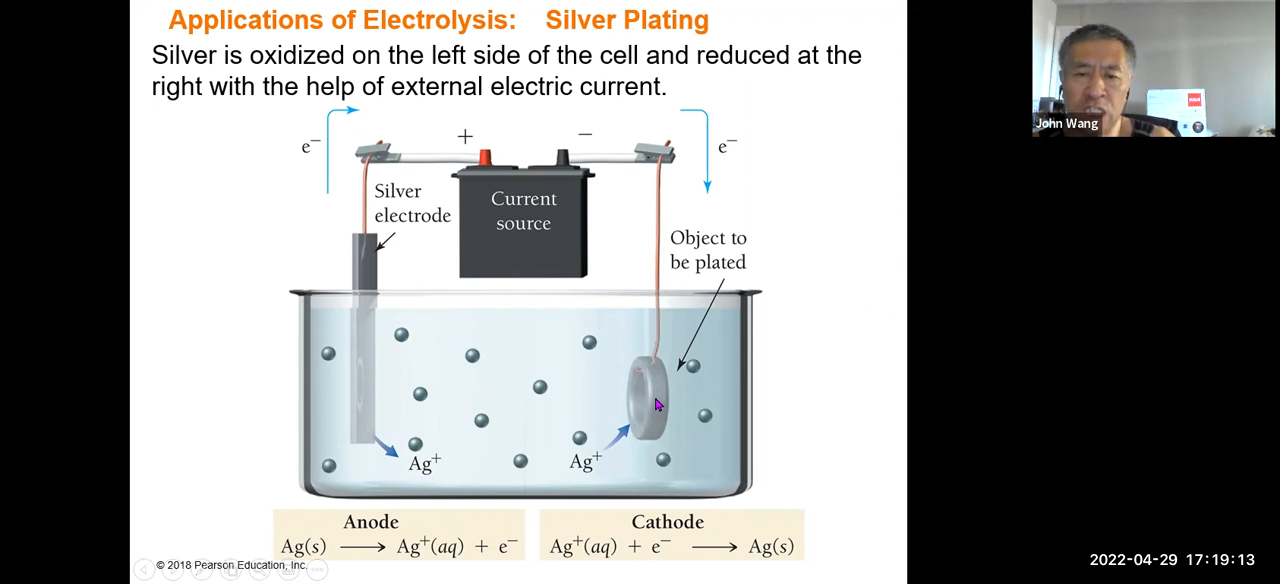 Applications of Electrolysis: Silver Plating
Silver is oxidized on the left side of the cell and reduced at the
right with the help of external electric current.
e⁻
+
−
e⁻
Silver
electrode
Current
source
Object to
be plated
Ag⁺
Ag⁺
Anode
Ag(s) ⟶ Ag⁺(aq) + e⁻
Cathode
Ag⁺(aq) + e⁻ ⟶ Ag(s)
© 2018 Pearson Education, Inc.
John Wang
2022-04-29 17:19:13